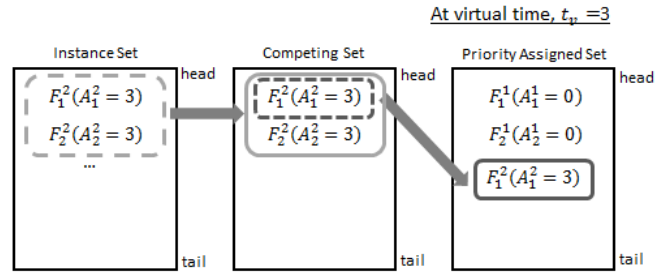 At virtual time, t_v =3
Instance Set
Competing Set
Priority Assigned Set
head
F_1^2(A_1^2 = 3)
F_2^2(A_2^2 = 3)
...
tail
head
F_1^2(A_1^2 = 3)
F_2^2(A_2^2 = 3)
tail
head
F_1^1(A_1^1 = 0)
F_2^1(A_2^1 = 0)
F_1^2(A_1^2 = 3)
tail